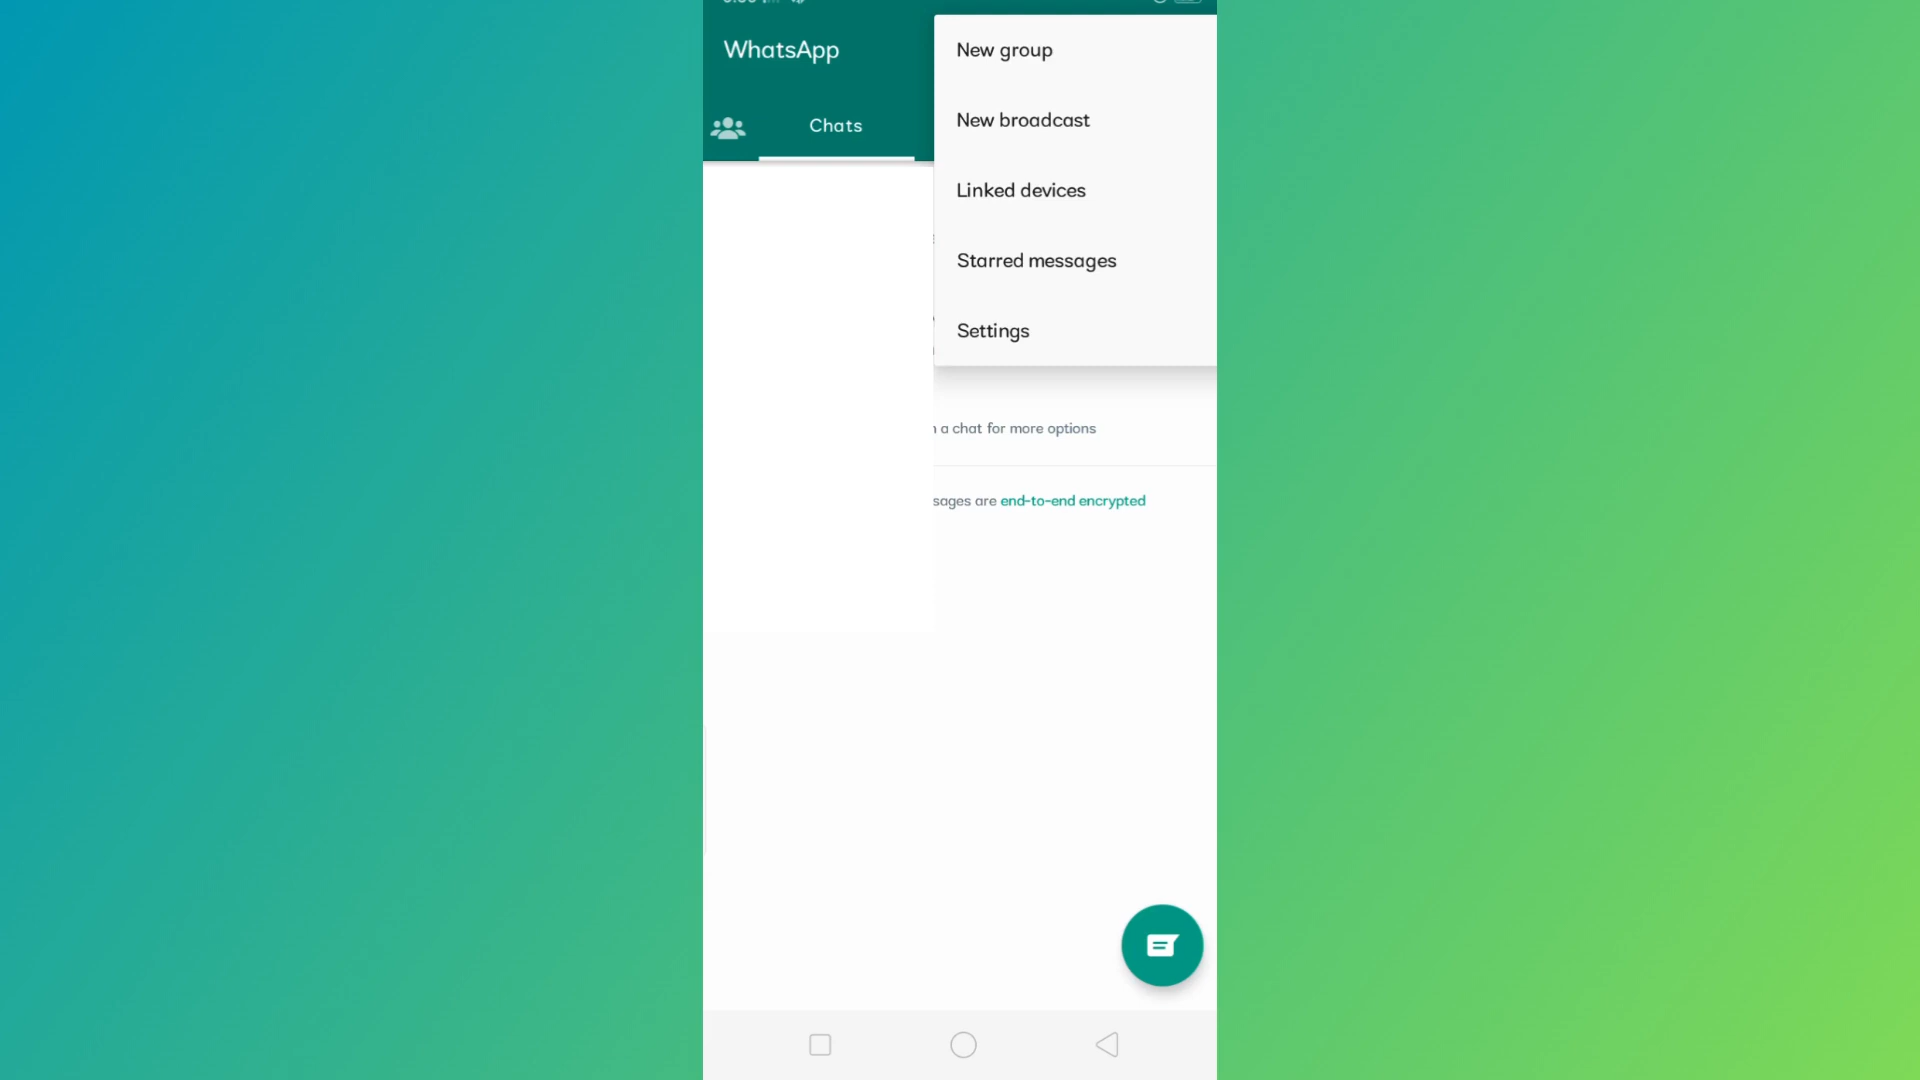 WhatsApp
Chats
New group
New broadcast
Linked devices
Starred messages
Settings
a chat for more options
are end-to-end encrypted